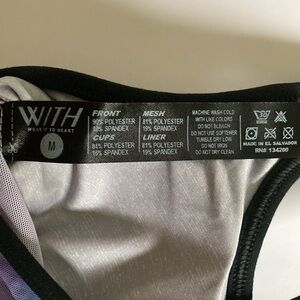 WITH
WEAR IT TO HEART
M
FRONT
90% POLYESTER
10% SPANDEX
CUPS
81% POLYESTER
19% SPANDEX
MESH
81% POLYESTER
19% SPANDEX
LINER
81% POLYESTER
19% SPANDEX
MACHINE WASH COLD
WITH LIKE COLORS
DO NOT BLEACH
DO NOT USE SOFTENER
TUMBLE DRY LOW
DO NOT IRON
DO NOT DRY CLEAN
MADE IN EL SALVADOR
RN# 134200